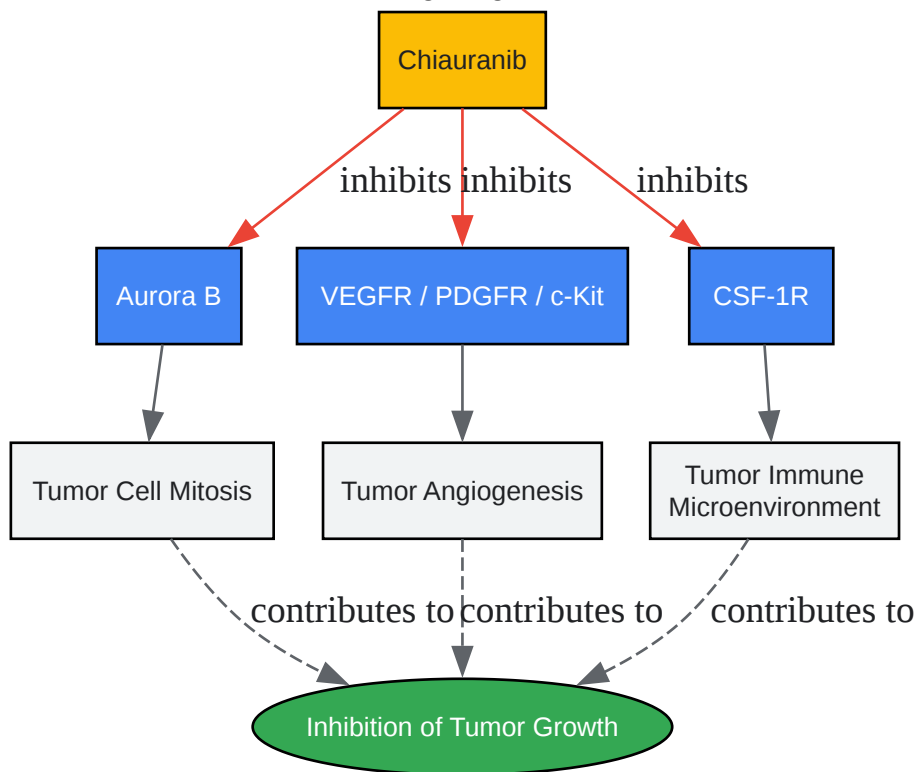 Chiauranib
inhibits inhibits inhibits
Aurora B
VEGFR / PDGFR / c-Kit
CSF-1R
Tumor Cell Mitosis
Tumor Angiogenesis
Tumor Immune
Microenvironment
contributes to contributes to contributes to
Inhibition of Tumor Growth